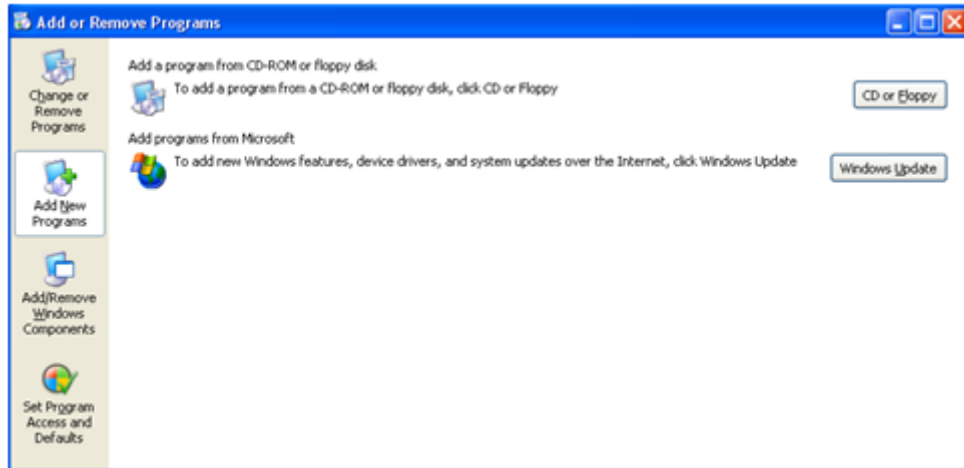 Add or Remove Programs
Change or
Remove
Programs
Add New
Programs
Add/Remove
Windows
Components
Set Program
Access and
Defaults
Add a program from CD-ROM or floppy disk
To add a program from a CD-ROM or floppy disk, click CD or Floppy
CD or Floppy
Add programs from Microsoft
To add new Windows features, device drivers, and system updates over the Internet, click Windows Update
Windows Update